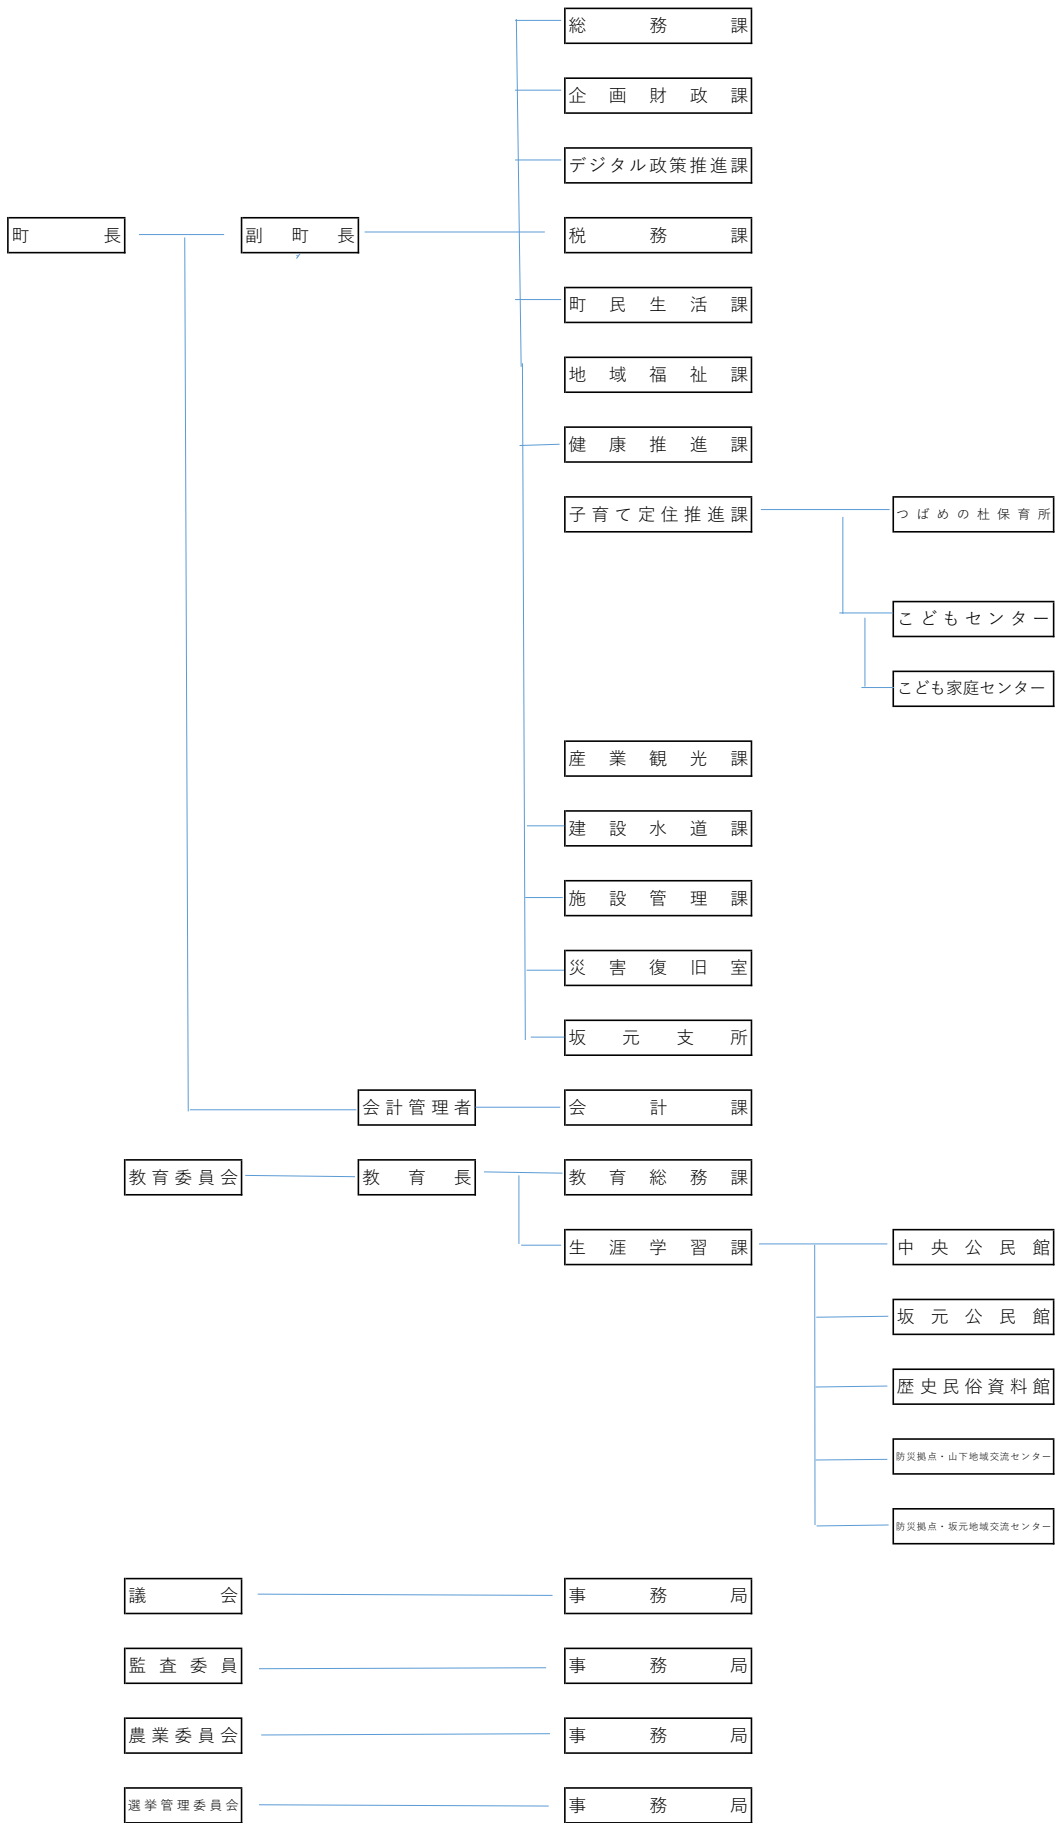 総務課
企画財政課
デジタル政策推進課
町長
副町長
税務課
町民生活課
地域福祉課
健康推進課
子育て定住推進課
つばめの杜保育所
こどもセンター
こども家庭センター
産業観光課
建設水道課
施設管理課
災害復旧室
坂元支所
会計管理者
会計課
教育委員会
教育長
教育総務課
生涯学習課
中央公民館
坂元公民館
歴史民俗資料館
防災拠点・山下地域交流センター
防災拠点・坂元地域交流センター
議会
事務局
監査委員
事務局
農業委員会
事務局
選挙管理委員会
事務局